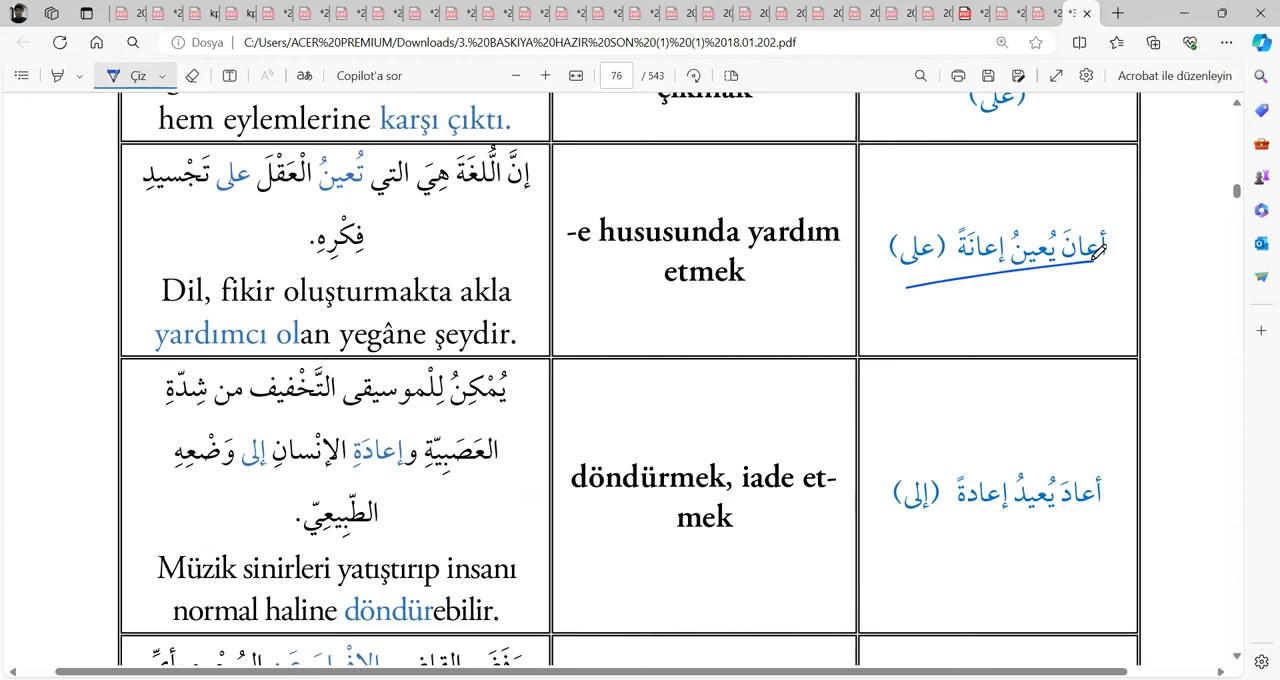 Dosya C:/Users/ACER%20PREMIUM/Downloads/3.%20BASKIYA%20HAZIR%20SON%20(1)%20(1)%2018.01.202.pdf
Çiz Copilot'a sor 76 / 543 Acrobat ile düzenleyin
hem eylemlerine karşı çıktı.
çıkmak
(على)
إنَّ الُّلغَةَ هِيَ التي تُعينُ الْعَقْلَ على تَجْسيدِ
فِكْرِهِ.
Dil, fikir oluşturmakta akla
yardımcı olan yegâne şeydir.
-e hususunda yardım
etmek
أعانَ يُعينُ إعانَةً (على)
يُمْكِنُ لِلْموسيقى التَّخْفيف من شِدّةِ
العَصَبِيّةِ وإعادَةِ الإنْسانِ إلى وَضْعِهِ
الطّبِيعِيّ.
Müzik sinirleri yatıştırıp insanı
normal haline döndürebilir.
döndürmek, iade et-
mek
أعادَ يُعيدُ إعادةً (إلى)